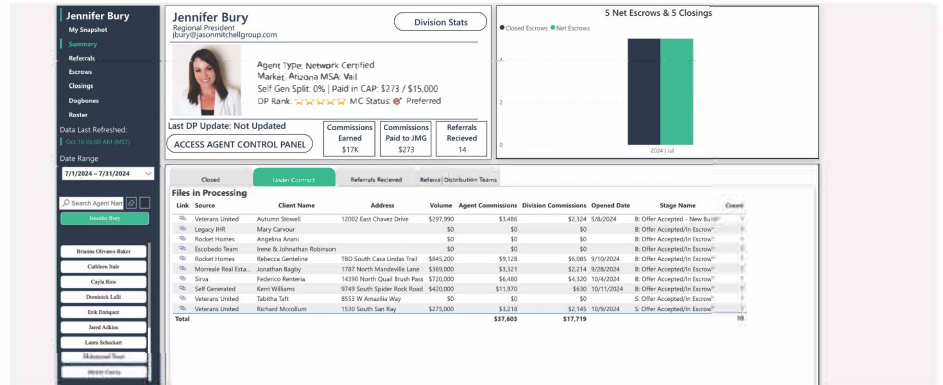 Jennifer Bury
My Snapshot
Summary
Referrals
Escrows
Closings
Dogbones
Roster
Data Last Refreshed:
Oct 16 06:00 AM (MST)
Date Range
7/1/2024 – 7/31/2024
Search Agent Nam
Jennifer Bury
Brianna Olivares-Baker
Cathleen Itule
Cayla Rios
Dominick Lalli
Erik Enriquez
Jared Adkins
Laura Schuckart
Jennifer Bury
Regional President
jbury@jasonmitchellgroup.com
Division Stats
Agent Type: Network Certified
Market: Arizona MSA: Vail
Self Gen Split: 0% | Paid in CAP: $273 / $15,000
DP Rank: MC Status: Preferred
Last DP Update: Not Updated
ACCESS AGENT CONTROL PANEL
Commissions Earned $17K
Commissions Paid to JMG $273
Referrals Recieved 14
5 Net Escrows & 5 Closings
Closed Escrows Net Escrows
4
2
0
2024 | Jul
Closed Under Contract Referrals Recieved Referral Distribution Teams
Files in Processing
Link Source Client Name Address Volume Agent Commissions Division Commissions Opened Date Stage Name Count
Veterans United Autumn Stowell 12002 East Chavez Drive $297,990 $3,486 $2,324 5/8/2024 B: Offer Accepted - New Build
Legacy IHR Mary Carvour $0 $0 $0 B: Offer Accepted/In Escrow
Rocket Homes Angelina Anani $0 $0 $0 B: Offer Accepted/In Escrow
Escobedo Team Irene & Johnathan Robinson $0 $0 $0 B: Offer Accepted/In Escrow
Rocket Homes Rebecca Genteline TBD South Casa Lindas Trail $845,200 $9,128 $6,085 9/10/2024 B: Offer Accepted/In Escrow
Morreale Real Esta... Jonathan Bagby 1787 North Mandeville Lane $369,000 $3,321 $2,214 9/28/2024 B: Offer Accepted/In Escrow
Sirva Federico Renteria 14390 North Quail Brush Pass $720,000 $6,480 $4,320 10/4/2024 B: Offer Accepted/In Escrow
Self Generated Kerri Williams 9749 South Spider Rock Road $420,000 $11,970 $630 10/11/2024 B: Offer Accepted/In Escrow
Veterans United Tabitha Taft 8553 W Amazilia Way $0 $0 S: Offer Accepted/In Escrow
Veterans United Richard Mccollum 1530 South San Ray $275,000 $3,218 $2,145 10/9/2024 S: Offer Accepted/In Escrow
Total $37,603 $17,719 10